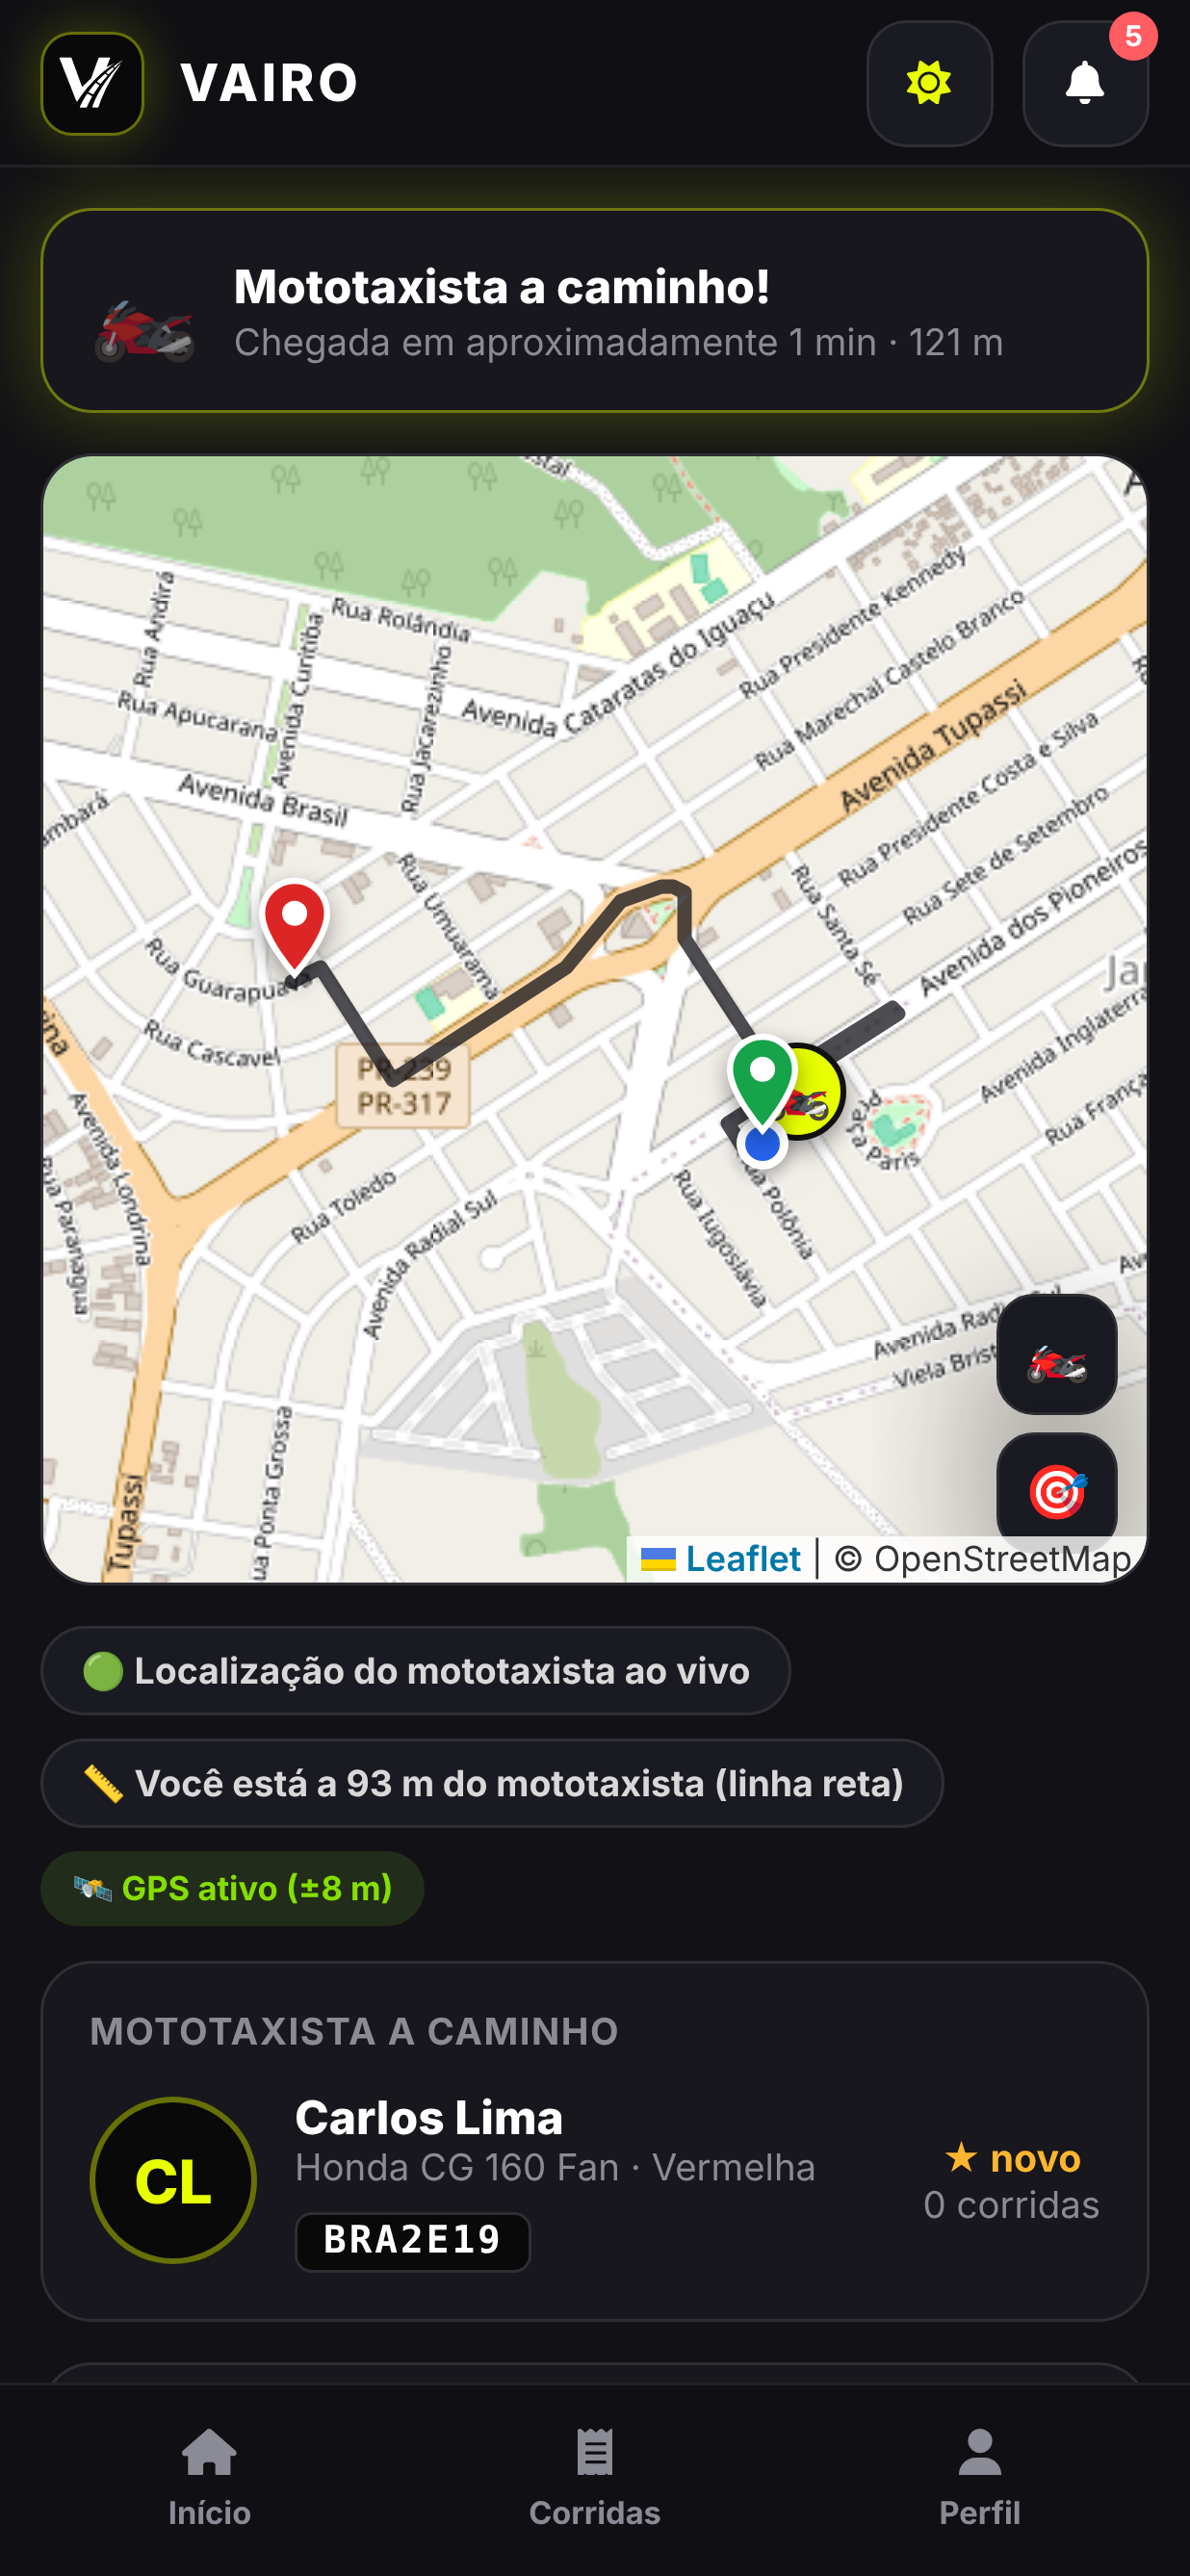 VAIRO
5
Mototaxista a caminho!
Chegada em aproximadamente 1 min · 121 m
Rua Andirá
Rua Rolândia
Avenida Curitiba
Rua Jacarezinho
Rua Apucarana
Avenida Cataratas do Iguaçu
Rua Presidente Kennedy
Rua Marechal Castelo Branco
Avenida Tupassi
Rua Presidente Costa e Silva
Rua Sete de Setembro
Avenida dos Pioneiros
Avenida Brasil
Rua Umuarama
Rua Santa Sé
Rua Guarapuava
Rua Cascavel
PR-239
PR-317
Avenida Inglaterra
Rua França
Praça Paris
Avenida Londrina
Rua Paranaguá
Rua Toledo
Avenida Radial Sul
Rua Iugoslávia
Rua Polônia
Tupassi
Rua Ponta Grossa
Leaflet | © OpenStreetMap
🟢 Localização do mototaxista ao vivo
📏 Você está a 93 m do mototaxista (linha reta)
🛰️ GPS ativo (±8 m)
MOTOTAXISTA A CAMINHO
CL
Carlos Lima
Honda CG 160 Fan · Vermelha
BRA2E19
★ novo
0 corridas
Início
Corridas
Perfil